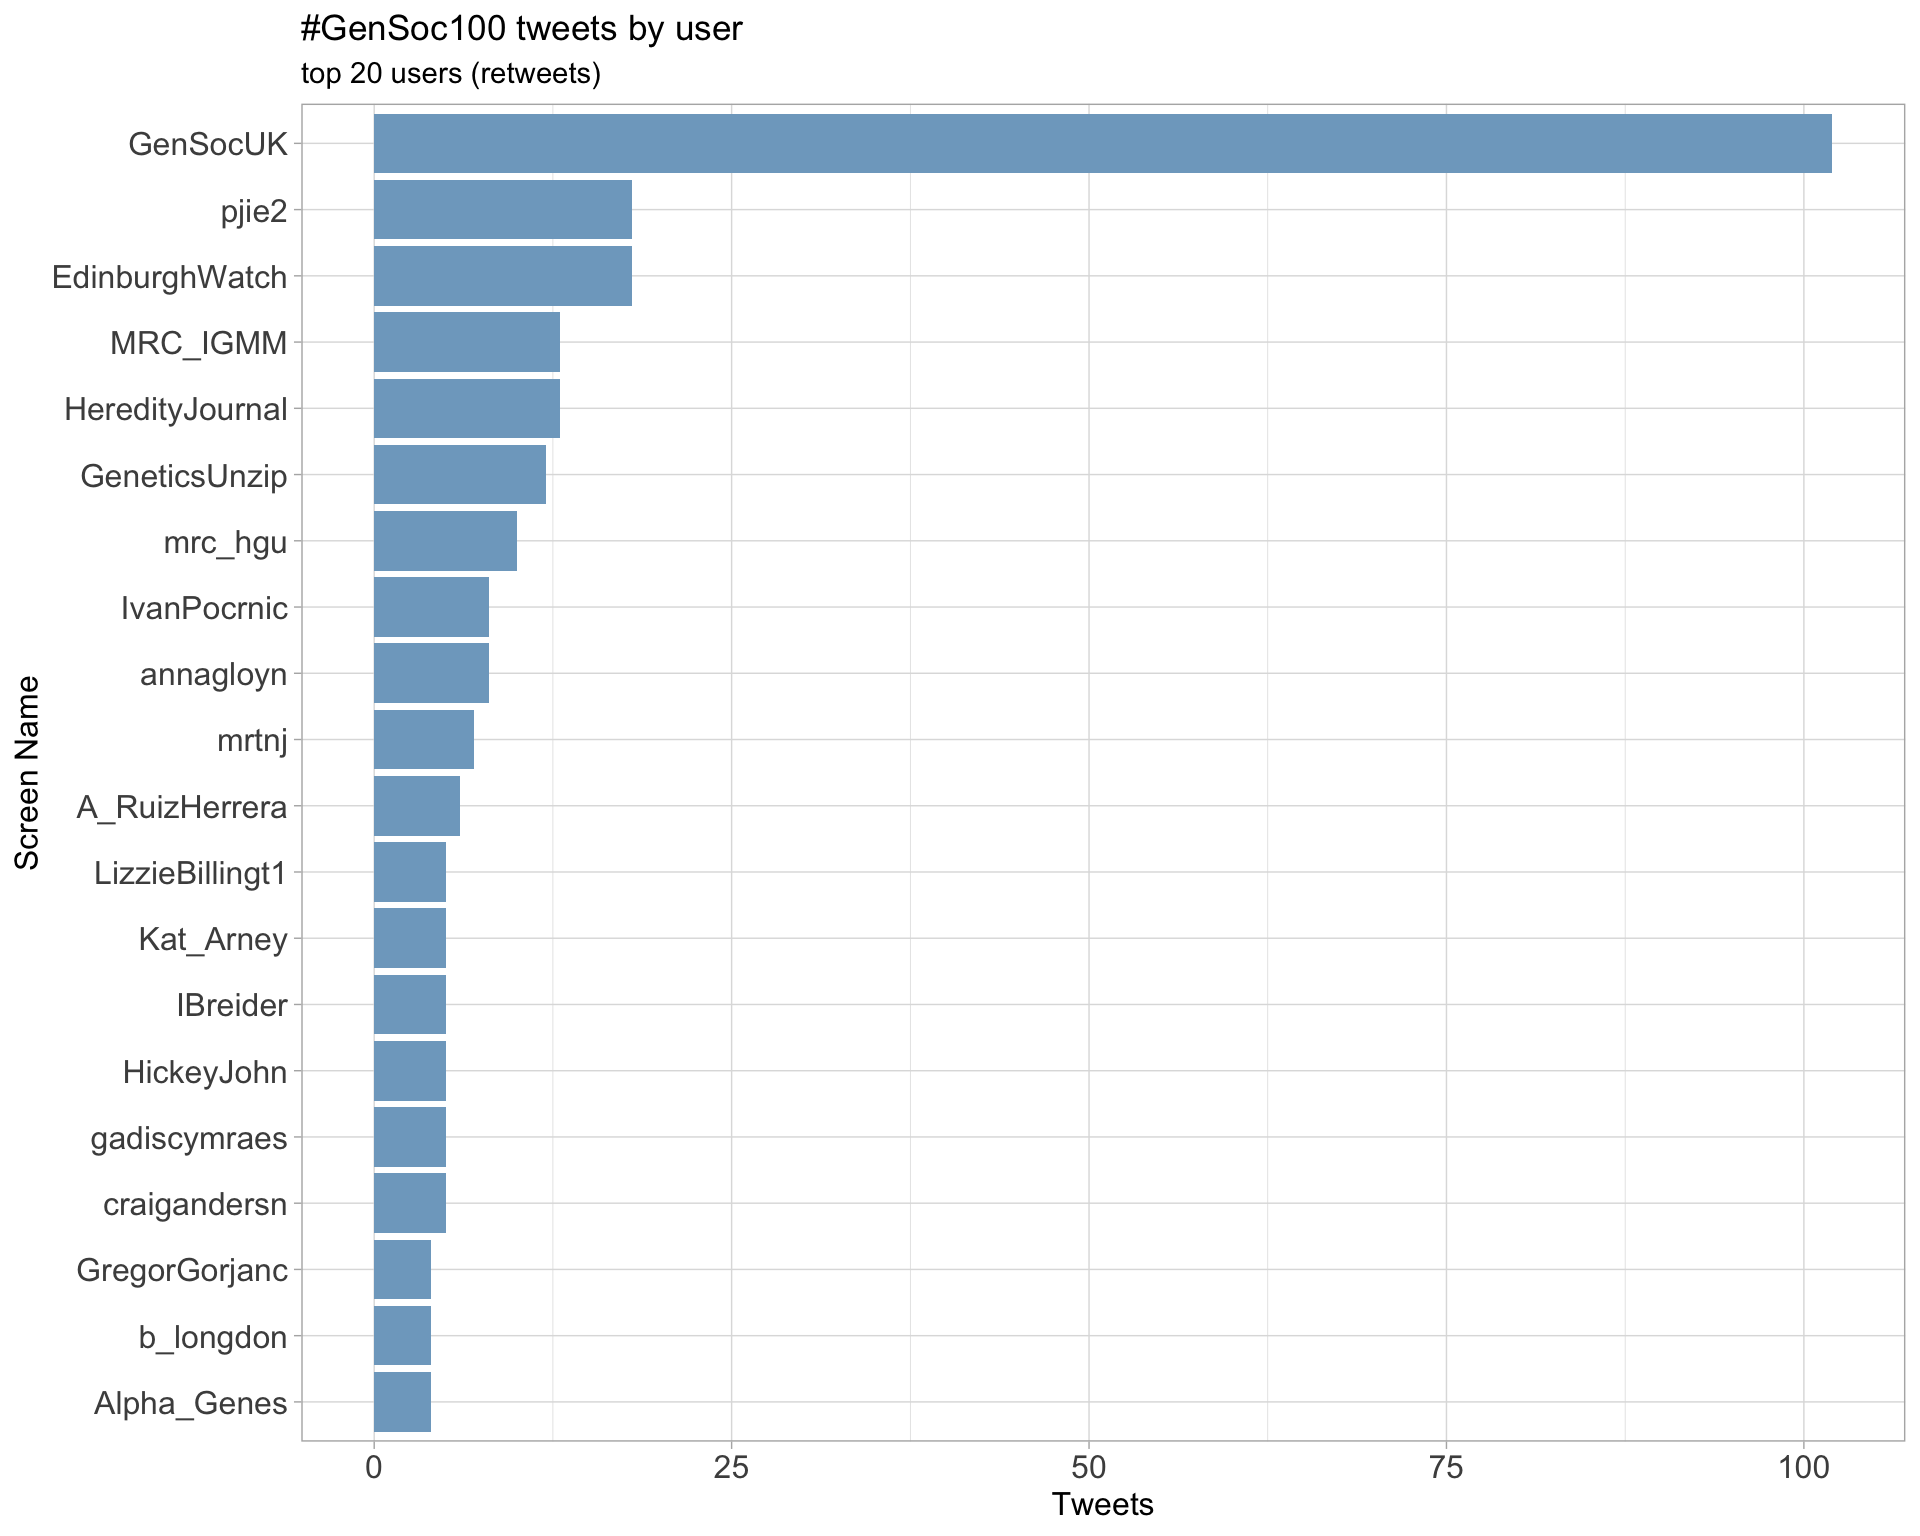 #GenSoc100 tweets by user
top 20 users (retweets)
GenSocUK
pjie2
EdinburghWatch
MRC_IGMM
HeredityJournal
GeneticsUnzip
mrc_hgu
IvanPocrnic
annagloyn
mrtnj
A_RuizHerrera
LizzieBillingt1
Kat_Arney
IBreider
HickeyJohn
gadiscymraes
craigandersn
GregorGorjanc
b_longdon
Alpha_Genes
Screen Name
0 25 50 75 100
Tweets